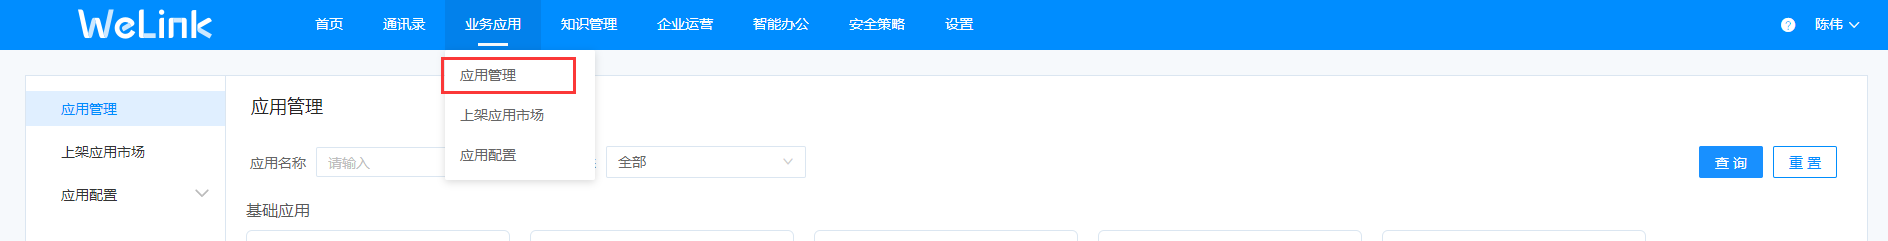 WeLink 首页 通讯录 业务应用 知识管理 企业运营 智能办公 安全策略 设置 ? 陈伟
应用管理
上架应用市场
应用配置
应用管理
上架应用市场
应用配置
应用管理
应用名称 请输入 全部 查询 重置
基础应用